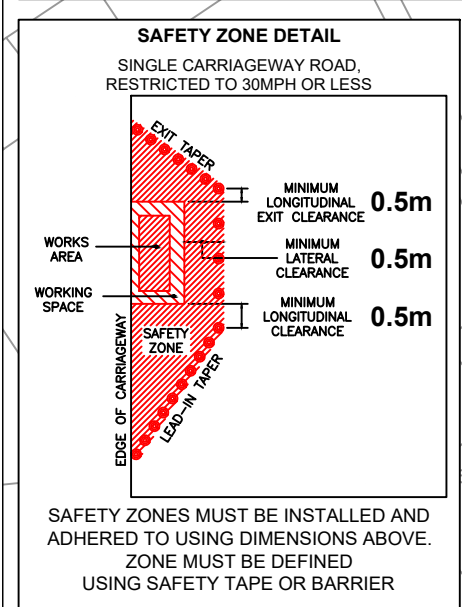 SAFETY ZONE DETAIL
SINGLE CARRIAGEWAY ROAD,
RESTRICTED TO 30MPH OR LESS
EXIT TAPER
MINIMUM
LONGITUDINAL
EXIT CLEARANCE
0.5m
WORKS
AREA
MINIMUM
LATERAL
CLEARANCE
0.5m
WORKING
SPACE
MINIMUM
LONGITUDINAL
CLEARANCE
0.5m
SAFETY
ZONE
EDGE OF CARRIAGEWAY
LEAD-IN TAPER
SAFETY ZONES MUST BE INSTALLED AND
ADHERED TO USING DIMENSIONS ABOVE.
ZONE MUST BE DEFINED
USING SAFETY TAPE OR BARRIER